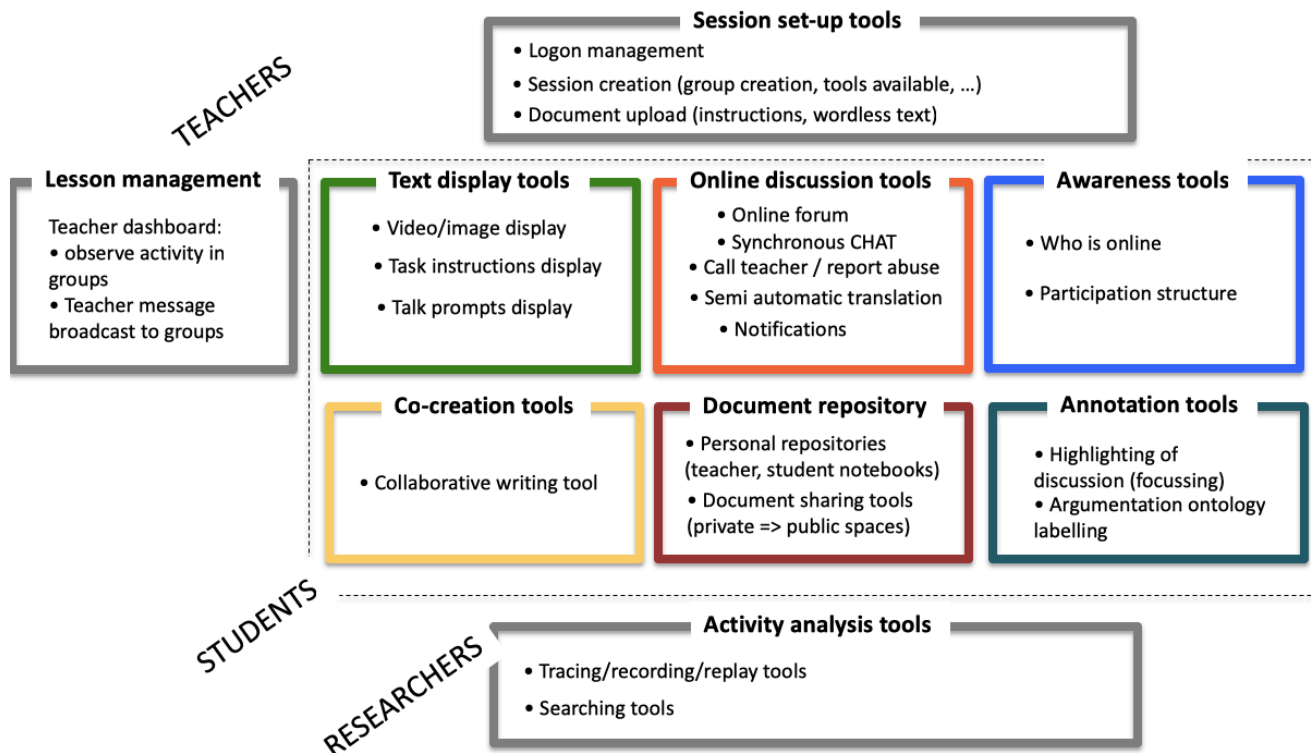 TEACHERS
Session set-up tools
• Logon management
• Session creation (group creation, tools available, ...)
• Document upload (instructions, wordless text)
Lesson management
Teacher dashboard:
• observe activity in
groups
• Teacher message
broadcast to groups
Text display tools
• Video/image display
• Task instructions display
• Talk prompts display
Online discussion tools
• Online forum
• Synchronous CHAT
• Call teacher / report abuse
• Semi automatic translation
• Notifications
Awareness tools
• Who is online
• Participation structure
Co-creation tools
• Collaborative writing tool
Document repository
• Personal repositories
(teacher, student notebooks)
• Document sharing tools
(private => public spaces)
Annotation tools
• Highlighting of
discussion (focussing)
• Argumentation ontology
labelling
STUDENTS
RESEARCHERS
Activity analysis tools
• Tracing/recording/replay tools
• Searching tools